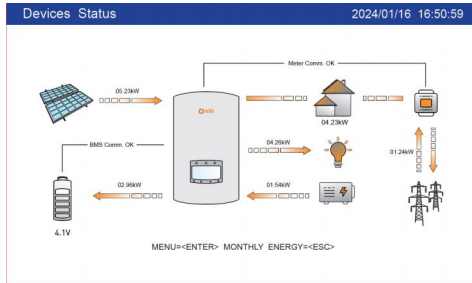 Devices Status
2024/01/16 16:50:59
Meter Comm. OK
05.23kW
04.23kW
BMS Comm. OK
04.26kW
01.24kW
02.96kW
01.54kW
4.1V
MENU=<ENTER> MONTHLY ENERGY=<ESC>